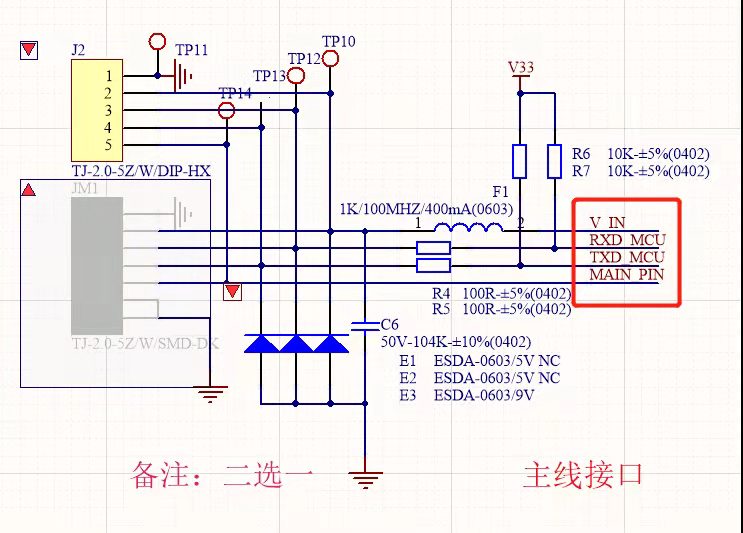 TP10
J2
TP11
TP12
V33
TP13
1
2
TP14
3
4
5
R6 10K-±5%(0402)
TJ-2.0-5Z/W/DIP-HX
R7 10K-±5%(0402)
JM1
F1
1K/100MHZ/400mA(0603)
1
2
V_IN
RXD_MCU
TXD_MCU
MAIN_PIN
R4 100R-±5%(0402)
R5 100R-±5%(0402)
C6
TJ-2.0-5Z/W/SMD-DK
50V-104K-±10%(0402)
E1 ESDA-0603/5V NC
E2 ESDA-0603/5V NC
E3 ESDA-0603/9V
备注：二选一
主线接口